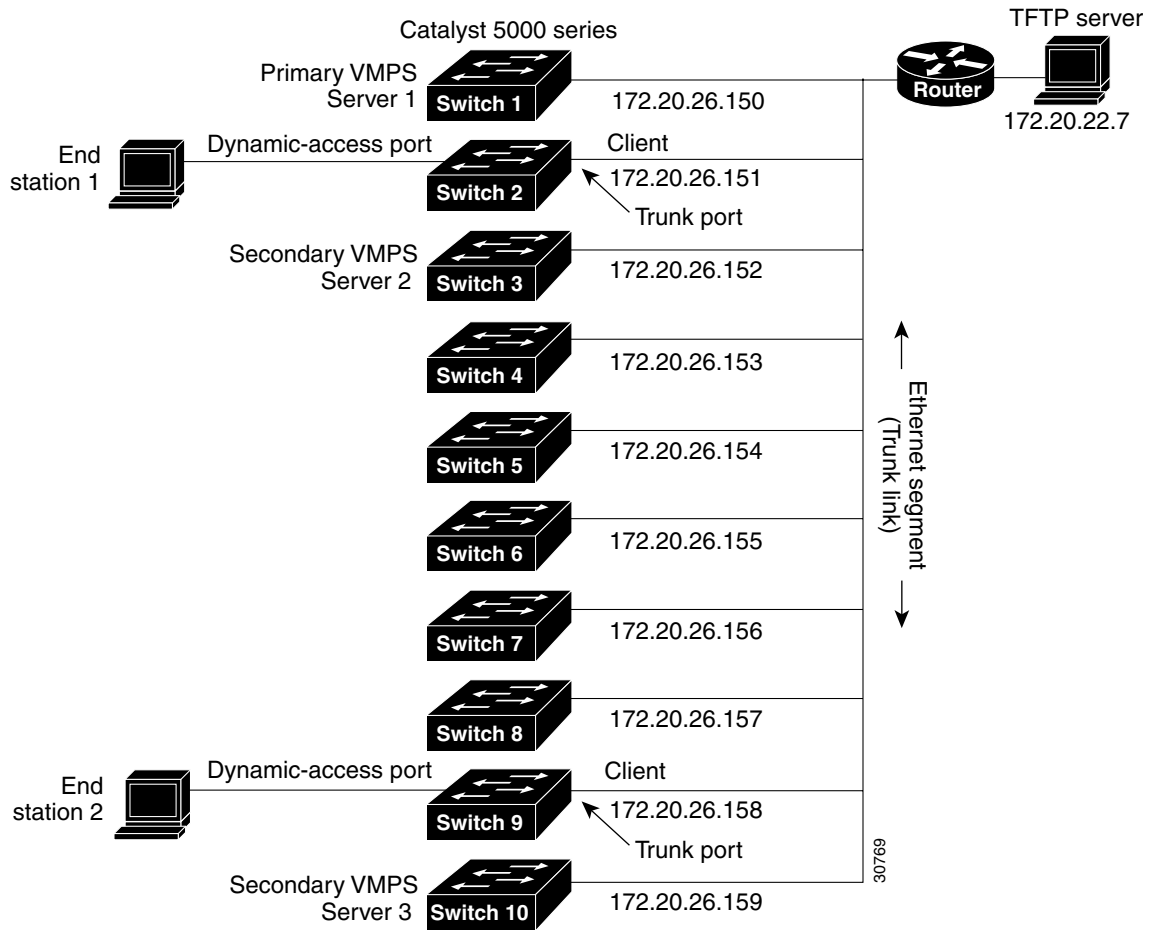 TFTP server
Catalyst 5000 series
Primary VMPS
Server 1
Switch 1
172.20.26.150
Router
172.20.22.7
End
station 1
Dynamic-access port
Switch 2
Client
172.20.26.151
Trunk port
Secondary VMPS
Server 2
Switch 3
172.20.26.152
Switch 4
172.20.26.153
Ethernet segment
(Trunk link)
Switch 5
172.20.26.154
Switch 6
172.20.26.155
Switch 7
172.20.26.156
Switch 8
172.20.26.157
End
station 2
Dynamic-access port
Switch 9
Client
172.20.26.158
Trunk port
30769
Secondary VMPS
Server 3
Switch 10
172.20.26.159